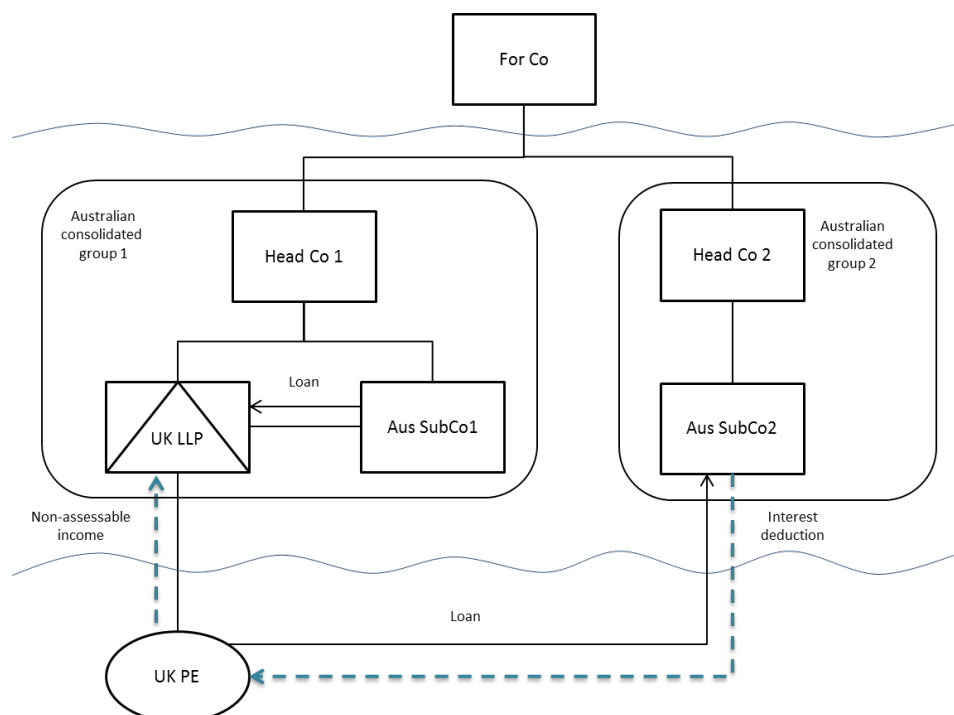 For Co
Australian
consolidated
group 1
Head Co 1
Head Co 2
Australian
consolidated
group 2
Loan
UK LLP
Aus SubCo1
Aus SubCo2
Non-assessable
income
Interest
deduction
Loan
UK PE